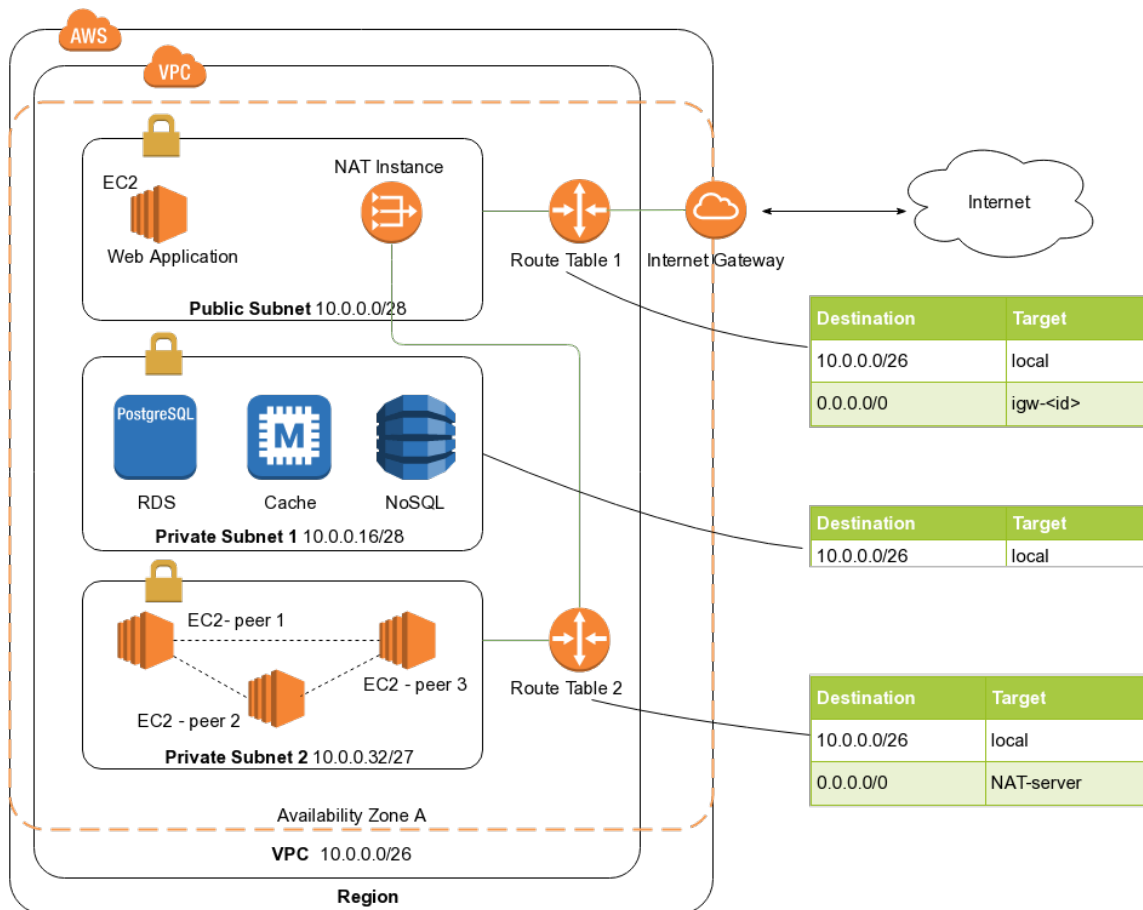 AWS
VPC
EC2
NAT Instance
Web Application
Public Subnet 10.0.0.0/28
Route Table 1
Internet Gateway
Internet
Destination Target
10.0.0.0/26 local
0.0.0.0/0 igw-<id>
PostgreSQL
M
RDS
Cache
NoSQL
Private Subnet 1 10.0.0.16/28
Destination Target
10.0.0.0/26 local
EC2- peer 1
EC2 - peer 3
EC2 - peer 2
Private Subnet 2 10.0.0.32/27
Route Table 2
Destination Target
10.0.0.0/26 local
0.0.0.0/0 NAT-server
Availability Zone A
VPC 10.0.0.0/26
Region